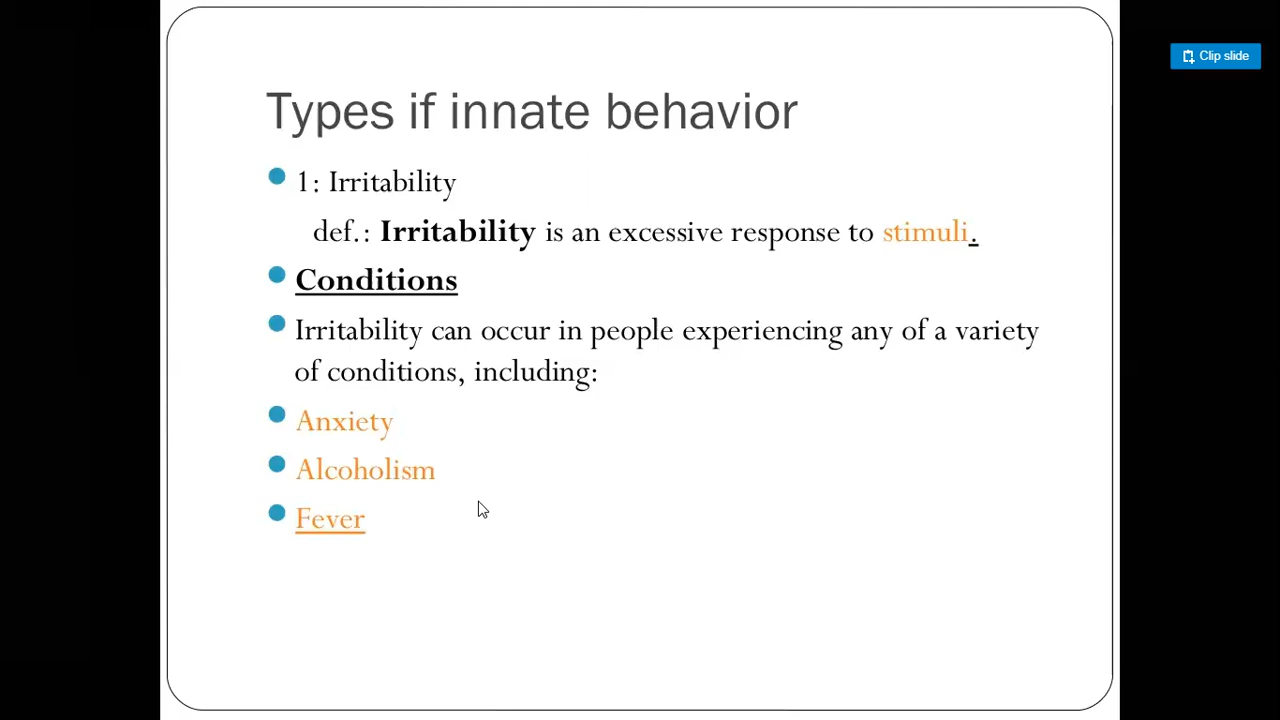 Clip slide
Types if innate behavior
1: Irritability
def.: Irritability is an excessive response to stimuli.
Conditions
Irritability can occur in people experiencing any of a variety
of conditions, including:
Anxiety
Alcoholism
Fever